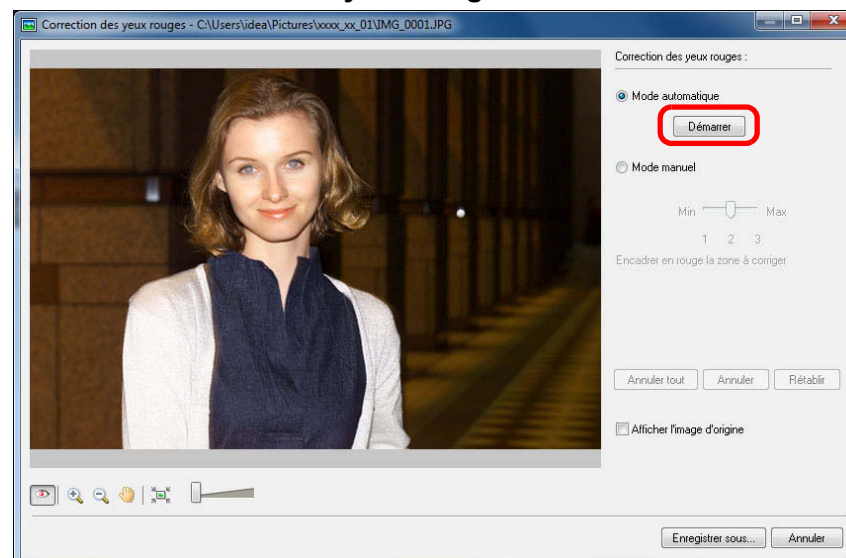 Correction des yeux rouges - C:\Users\idea\Pictures\xxxx_xx_01\IMG_0001.JPG
Correction des yeux rouges :
Mode automatique
Démarrer
Mode manuel
Min Max
1 2 3
Encadrer en rouge la zone à corriger
Annuler tout Annuler Rétablir
Afficher l'image d'origine
Enregistrer sous... Annuler